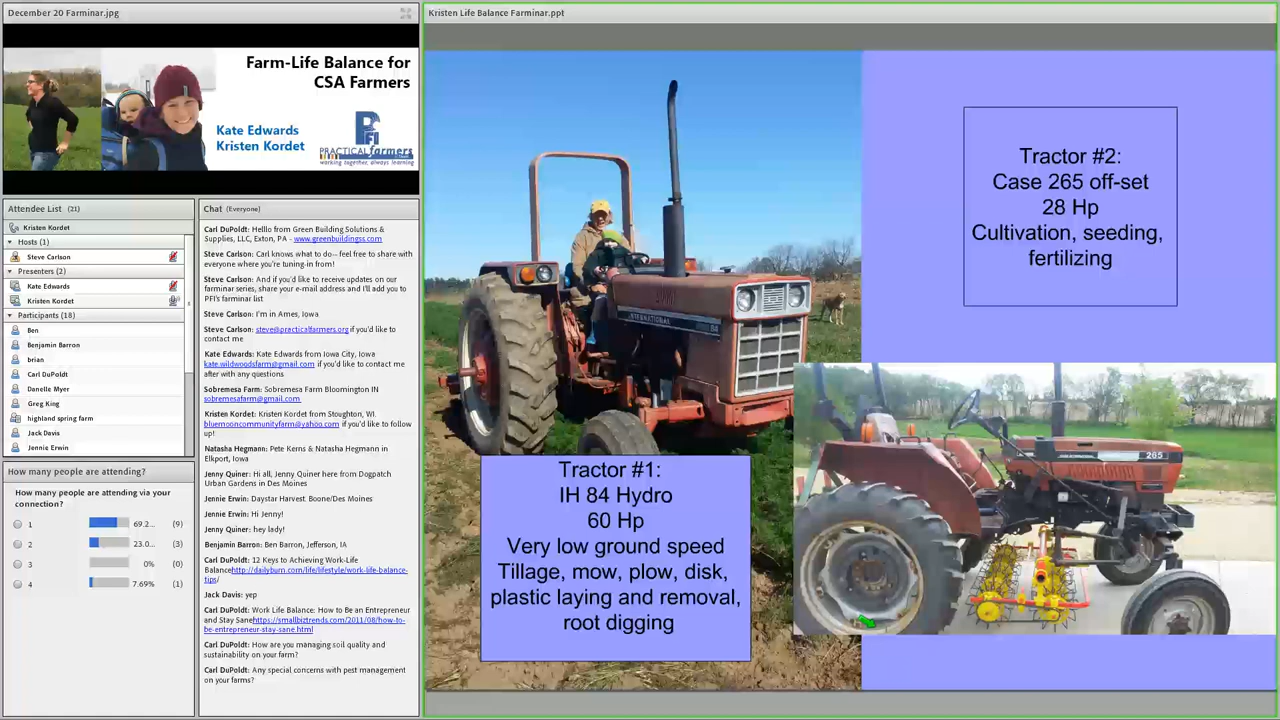 December 20 Farminar.jpg
Farm-Life Balance for
CSA Farmers
Kate Edwards
Kristen Kordet
PFI
PRACTICAL farmers
working together, always learning
Attendee List (21)
Kristen Kordet
Hosts (1)
Steve Carlson
Presenters (2)
Kate Edwards
Kristen Kordet
Participants (18)
Ben
Benjamin Barron
brian
Carl DuPoldt
Danelle Myer
Greg King
highland spring farm
Jack Davis
Jennie Erwin
How many people are attending?
How many people are attending via your
connection?
1 69.2... (9)
2 23.0... (3)
3 0% (0)
4 7.69% (1)
Chat (Everyone)
Carl DuPoldt: Helllo from Green Building Solutions &
Supplies, LLC, Exton, PA - www.greenbuildingss.com
Steve Carlson: Carl knows what to do-- feel free to share with
everyone where you're tuning-in from!
Steve Carlson: And if you'd like to receive updates on our
farminar series, share your e-mail address and I'll add you to
PFI's farminar list
Steve Carlson: I'm in Ames, Iowa
Steve Carlson: steve@practicalfarmers.org if you'd like to
contact me
Kate Edwards: Kate Edwards from Iowa City, Iowa
kate.wildwoodsfarm@gmail.com if you'd like to contact me
after with any questions
Sobremesa Farm: Sobremesa Farm Bloomington IN
sobremesafarm@gmail.com
Kristen Kordet: Kristen Kordet from Stoughton, WI.
bluemooncommunityfarm@yahoo.com if you'd like to follow
up!
Natasha Hegmann: Pete Kerns & Natasha Hegmann in
Elkport, Iowa
Jenny Quiner: Hi all, Jenny Quiner here from Dogpatch
Urban Gardens in Des Moines
Jennie Erwin: Daystar Harvest. Boone/Des Moines
Jennie Erwin: Hi Jenny!
Jenny Quiner: hey lady!
Benjamin Barron: Ben Barron, Jefferson, IA
Carl DuPoldt: 12 Keys to Achieving Work-Life
Balancehttp://dailyburn.com/life/lifestyle/work-life-balance-
tips/
Jack Davis: yep
Carl DuPoldt: Work Life Balance: How to Be an Entrepreneur
and Stay Sanehttps://smallbiztrends.com/2011/08/how-to-
be-entrepreneur-stay-sane.html
Carl DuPoldt: How are you managing soil quality and
sustainability on your farm?
Carl DuPoldt: Any special concerns with pest management
on your farms?
Kristen Life Balance Farminar.ppt
INTERNATIONAL
84
Tractor #1:
IH 84 Hydro
60 Hp
Very low ground speed
Tillage, mow, plow, disk,
plastic laying and removal,
root digging
Tractor #2:
Case 265 off-set
28 Hp
Cultivation, seeding,
fertilizing
265